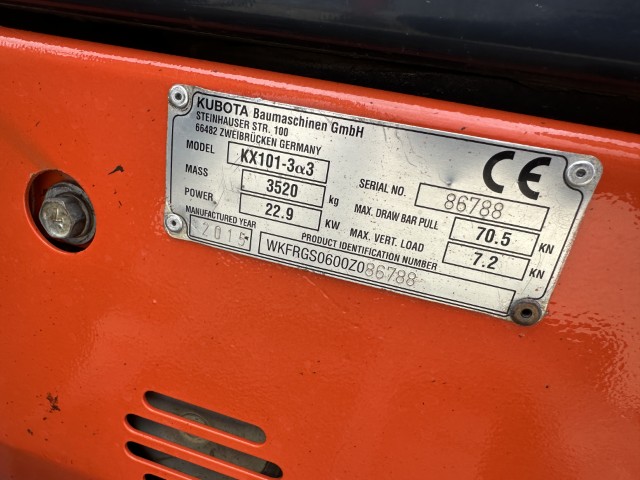 KUBOTA Baumaschinen GmbH
STEINHAUSER STR. 100
66482 ZWEIBRÜCKEN GERMANY
CE
MODEL KX101-3α3
MASS 3520 kg
POWER 22.9 KW
MANUFACTURED YEAR 2015
SERIAL NO. 86788
MAX. DRAW BAR PULL 70.5 KN
MAX. VERT. LOAD 7.2 KN
PRODUCT IDENTIFICATION NUMBER
WKFRGS0600Z086788